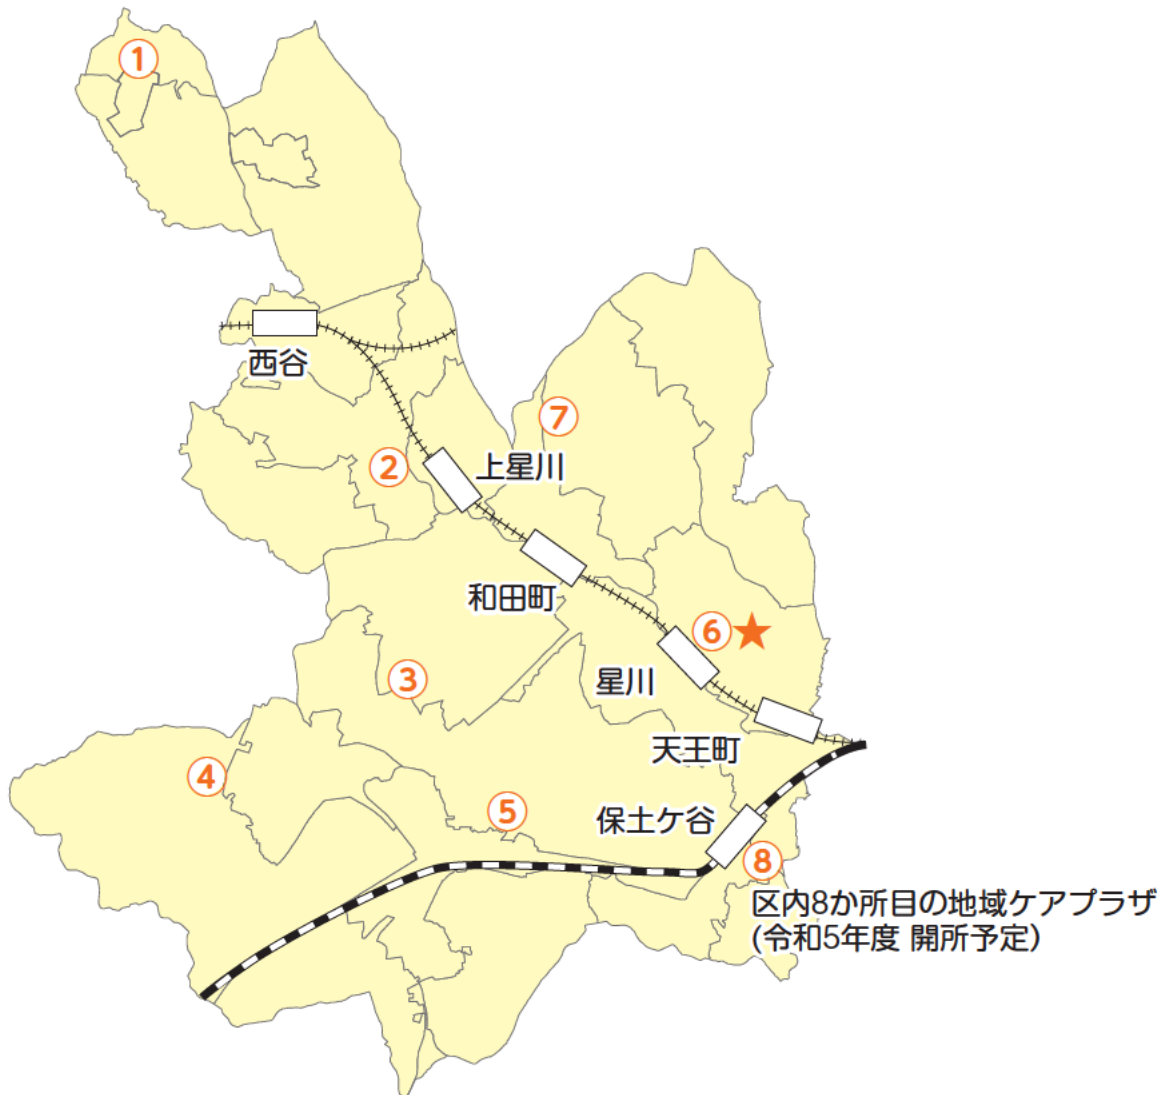 ①
西谷
⑦
②
上星川
和田町
⑥★
③
星川
天王町
④
⑤
保土ケ谷
⑧
区内8か所目の地域ケアプラザ
(令和5年度 開所予定)